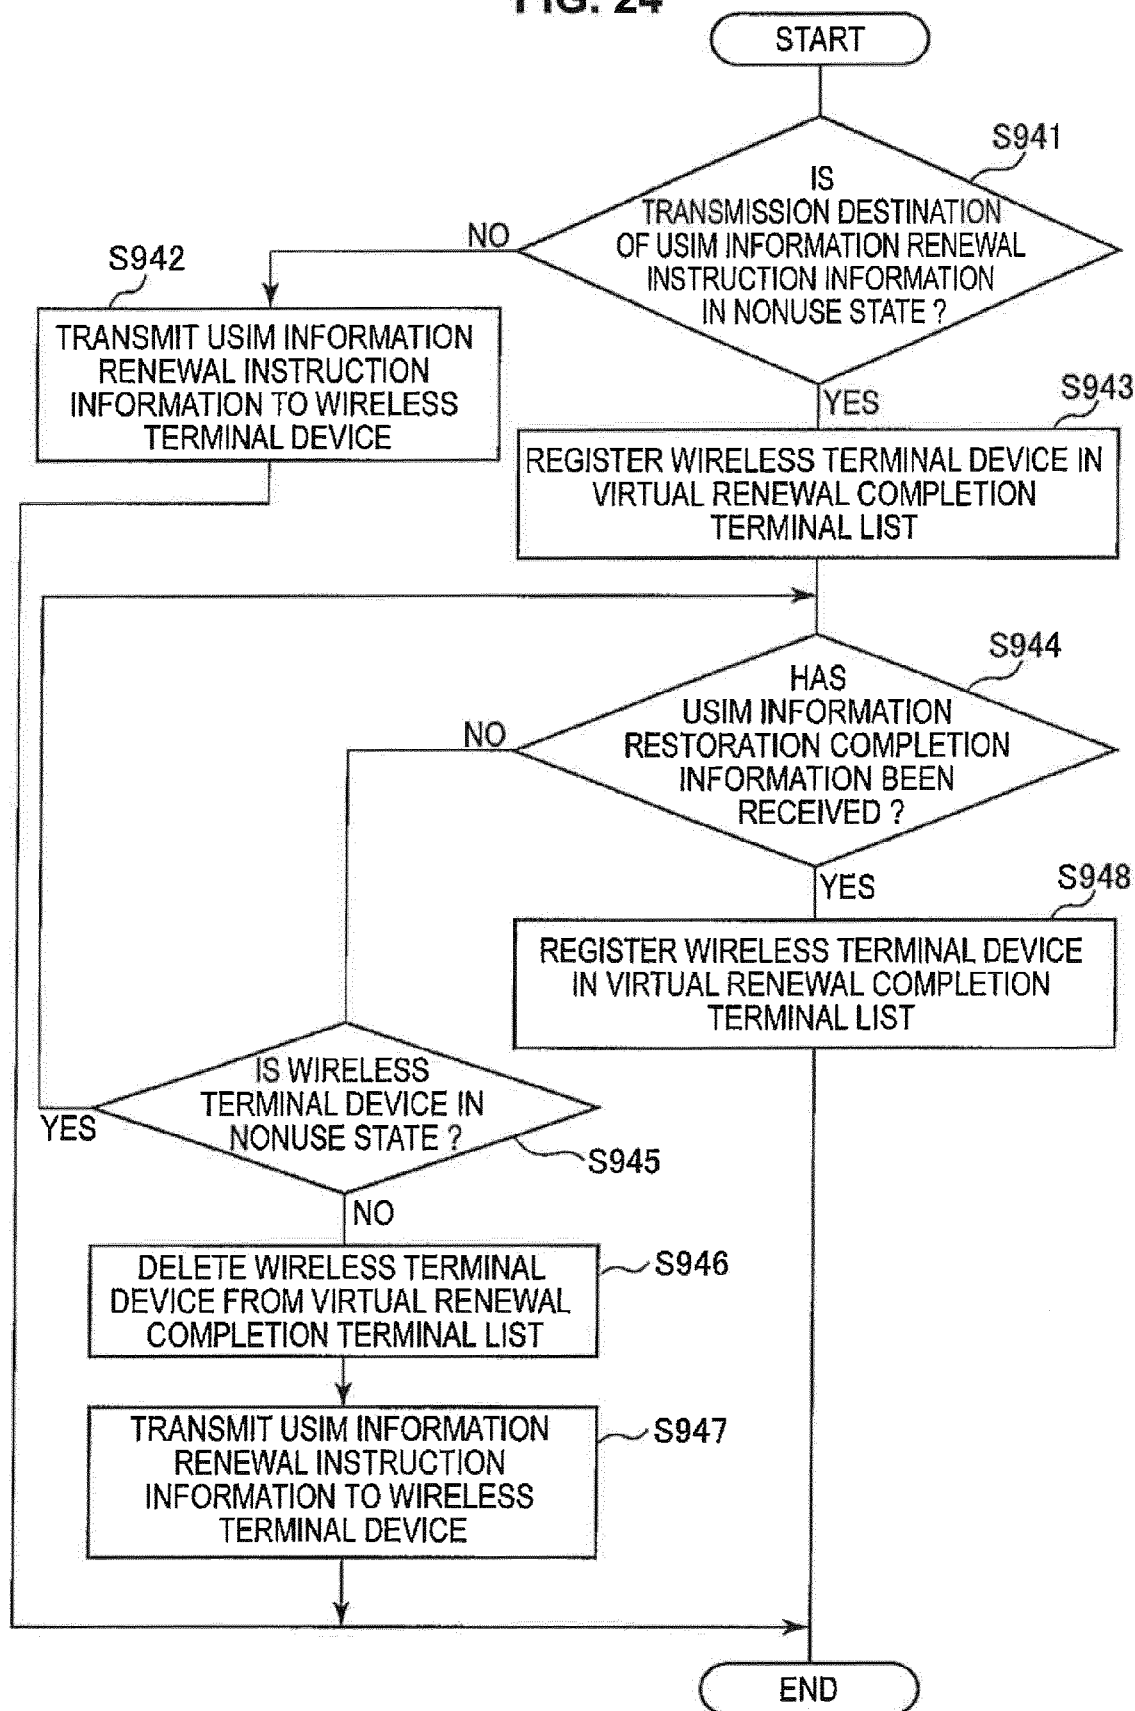 FIG. 24
START
S941
IS
TRANSMISSION DESTINATION
OF USIM INFORMATION RENEWAL
INSTRUCTION INFORMATION
IN NONUSE STATE ?
NO
S942
TRANSMIT USIM INFORMATION
RENEWAL INSTRUCTION
INFORMATION TO WIRELESS
TERMINAL DEVICE
YES
S943
REGISTER WIRELESS TERMINAL DEVICE IN
VIRTUAL RENEWAL COMPLETION
TERMINAL LIST
S944
HAS
USIM INFORMATION
RESTORATION COMPLETION
INFORMATION BEEN
RECEIVED ?
NO
YES
S948
REGISTER WIRELESS TERMINAL DEVICE
IN VIRTUAL RENEWAL COMPLETION
TERMINAL LIST
IS WIRELESS
TERMINAL DEVICE IN
NONUSE STATE ?
YES
S945
NO
DELETE WIRELESS TERMINAL
DEVICE FROM VIRTUAL RENEWAL
COMPLETION TERMINAL LIST
S946
TRANSMIT USIM INFORMATION
RENEWAL INSTRUCTION
INFORMATION TO WIRELESS
TERMINAL DEVICE
S947
END